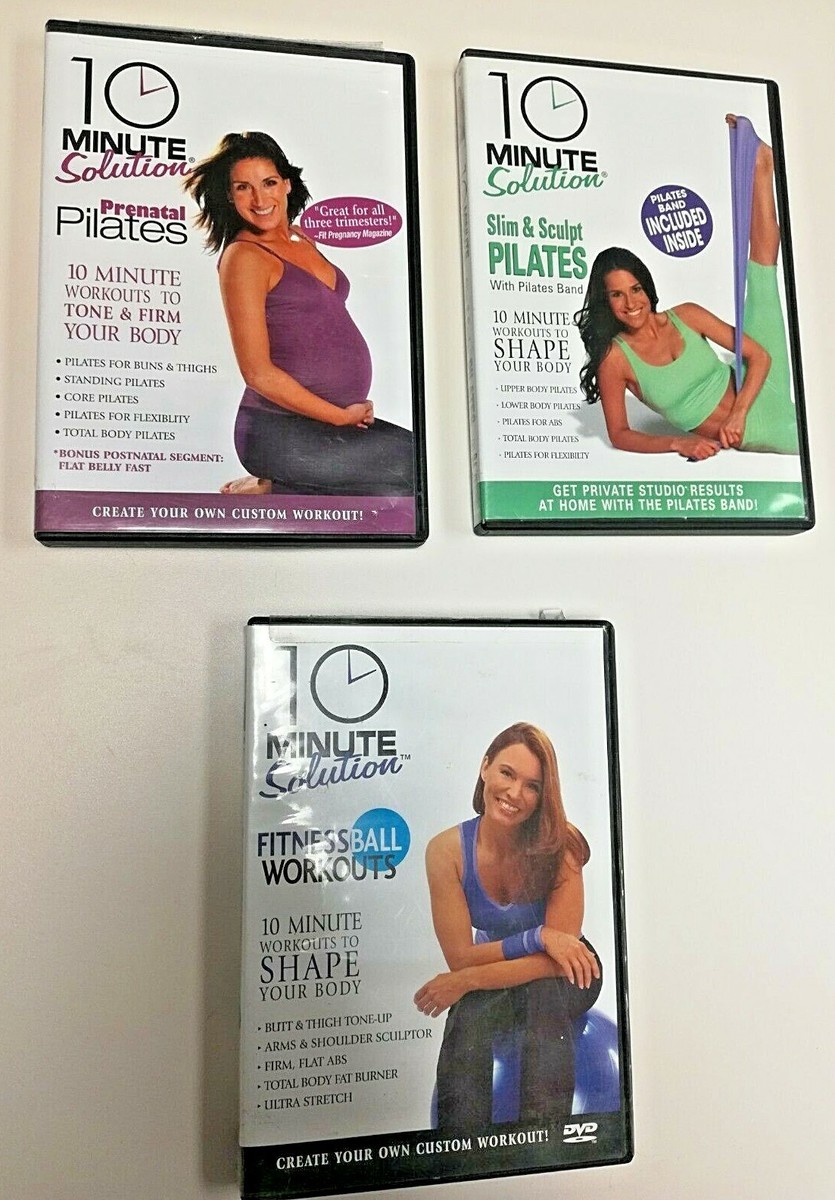 10
MINUTE
Solution®
Prenatal
Pilates
"Great for all
three trimesters!"
–Fit Pregnancy Magazine
10 MINUTE
WORKOUTS TO
TONE & FIRM
YOUR BODY
• PILATES FOR BUNS & THIGHS
• STANDING PILATES
• CORE PILATES
• PILATES FOR FLEXIBLITY
• TOTAL BODY PILATES
*BONUS POSTNATAL SEGMENT:
FLAT BELLY FAST
CREATE YOUR OWN CUSTOM WORKOUT!
10
MINUTE
Solution®
Slim & Sculpt
PILATES
With Pilates Band
PILATES
BAND
INCLUDED
INSIDE
10 MINUTE
WORKOUTS TO
SHAPE
YOUR BODY
· UPPER BODY PILATES
· LOWER BODY PILATES
· PILATES FOR ABS
· TOTAL BODY PILATES
· PILATES FOR FLEXIBILTY
GET PRIVATE STUDIO RESULTS
AT HOME WITH THE PILATES BAND!
10
MINUTE
Solution™
FITNESSBALL
WORKOUTS
10 MINUTE
WORKOUTS TO
SHAPE
YOUR BODY
• BUTT & THIGH TONE-UP
• ARMS & SHOULDER SCULPTOR
• FIRM, FLAT ABS
• TOTAL BODY FAT BURNER
• ULTRA STRETCH
CREATE YOUR OWN CUSTOM WORKOUT!
DVD